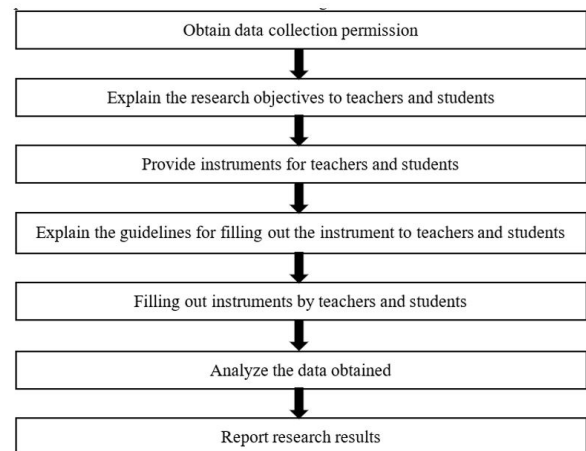 Obtain data collection permission
Explain the research objectives to teachers and students
Provide instruments for teachers and students
Explain the guidelines for filling out the instrument to teachers and students
Filling out instruments by teachers and students
Analyze the data obtained
Report research results